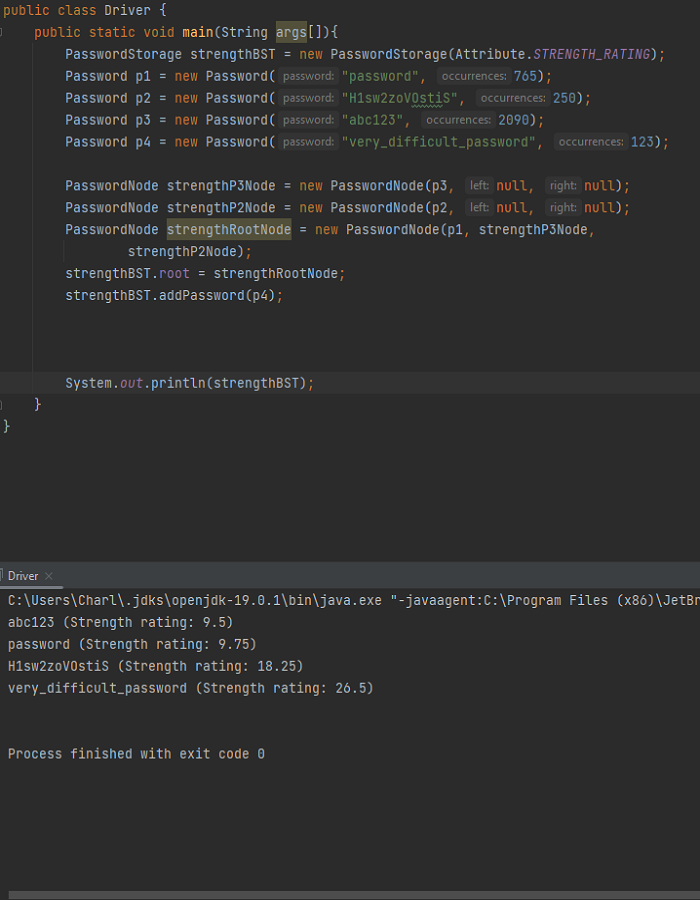 public class Driver {
public static void main(String args[]){
PasswordStorage strengthBST = new PasswordStorage(Attribute.STRENGTH_RATING);
Password p1 = new Password( password: "password", occurrences: 765);
Password p2 = new Password( password: "H1sw2zoVOstiS", occurrences: 250);
Password p3 = new Password( password: "abc123", occurrences: 2090);
Password p4 = new Password( password: "very_difficult_password", occurrences: 123);
PasswordNode strengthP3Node = new PasswordNode(p3, left: null, right: null);
PasswordNode strengthP2Node = new PasswordNode(p2, left: null, right: null);
PasswordNode strengthRootNode = new PasswordNode(p1, strengthP3Node,
strengthP2Node);
strengthBST.root = strengthRootNode;
strengthBST.addPassword(p4);
System.out.println(strengthBST);
}
}
Driver ×
C:\Users\Charl\.jdks\openjdk-19.0.1\bin\java.exe "-javaagent:C:\Program Files (x86)\JetBr
abc123 (Strength rating: 9.5)
password (Strength rating: 9.75)
H1sw2zoVOstiS (Strength rating: 18.25)
very_difficult_password (Strength rating: 26.5)
Process finished with exit code 0